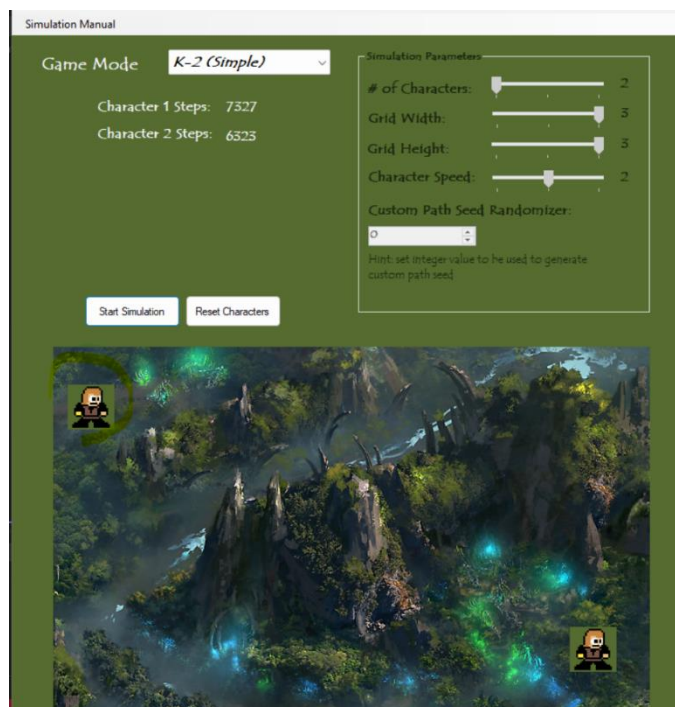 Simulation Manual
Game Mode K-2 (Simple)
Character 1 Steps: 7327
Character 2 Steps: 6323
Start Simulation Reset Characters
Simulation Parameters
# of Characters: 2
Grid Width: 3
Grid Height: 3
Character Speed: 2
Custom Path Seed Randomizer:
0
Hint: set integer value to be used to generate
custom path seed